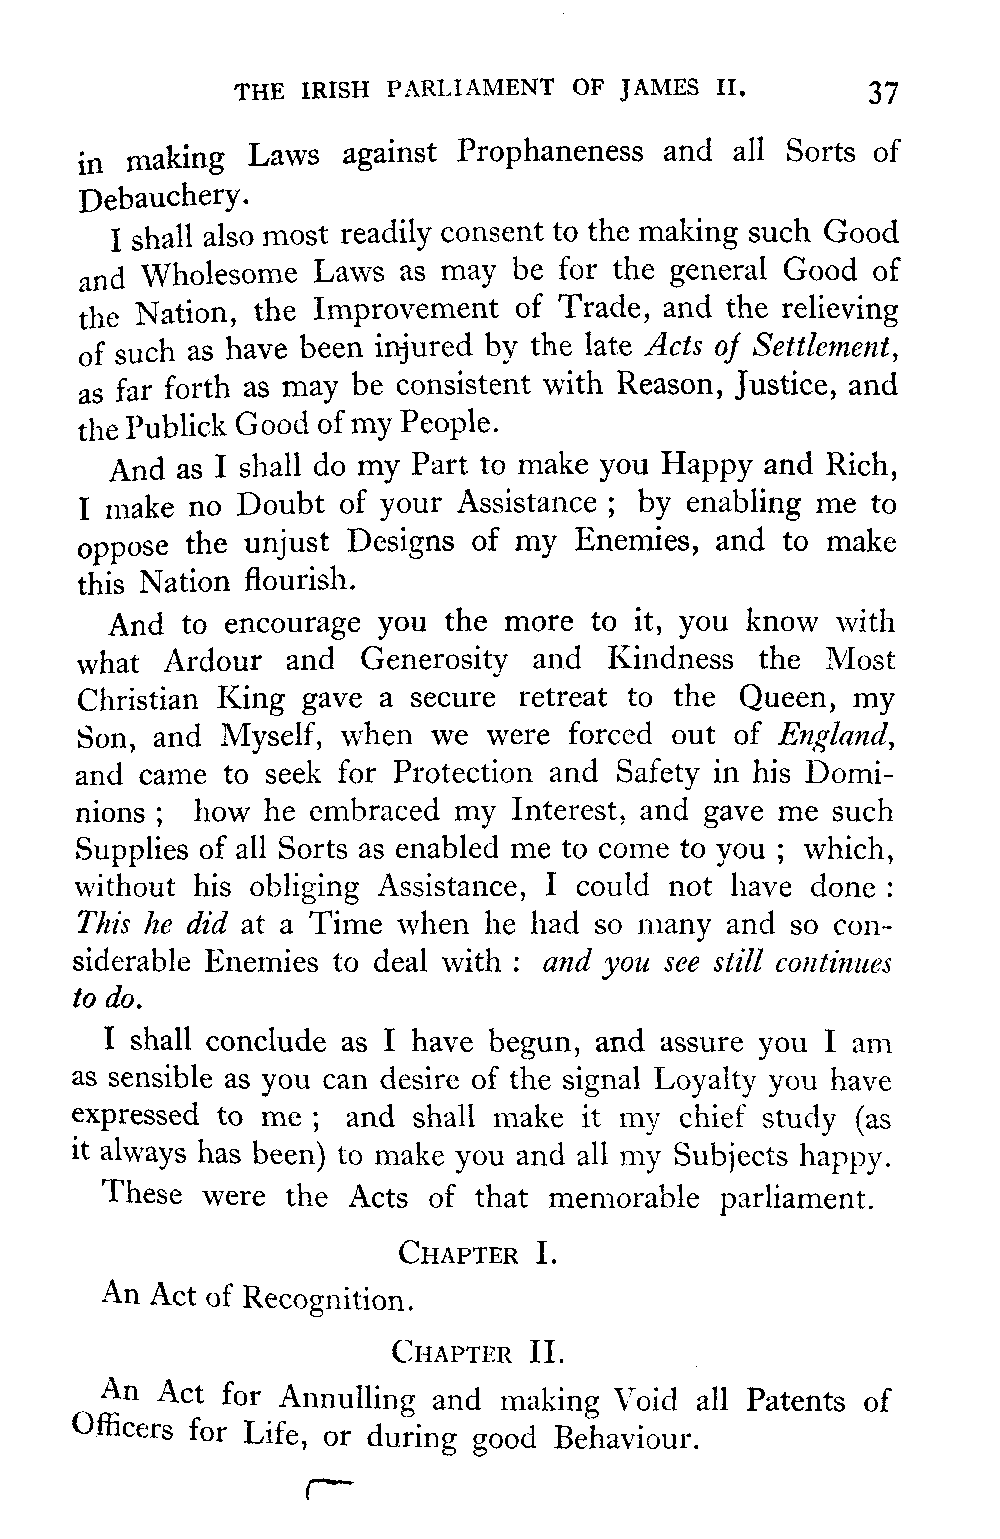 THE IRISH PARLIAMENT OF JAMES II. 37
in making Laws against Prophaneness and all Sorts of
Debauchery.
I shall also most readily consent to the making such Good
and Wholesome Laws as may be for the general Good of
the Nation, the Improvement of Trade, and the relieving
of such as have been injured by the late Acts of Settlement,
as far forth as may be consistent with Reason, Justice, and
the Publick Good of my People.
And as I shall do my Part to make you Happy and Rich,
I make no Doubt of your Assistance ; by enabling me to
oppose the unjust Designs of my Enemies, and to make
this Nation flourish.
And to encourage you the more to it, you know with
what Ardour and Generosity and Kindness the Most
Christian King gave a secure retreat to the Queen, my
Son, and Myself, when we were forced out of England,
and came to seek for Protection and Safety in his Domi-
nions ; how he embraced my Interest, and gave me such
Supplies of all Sorts as enabled me to come to you ; which,
without his obliging Assistance, I could not have done :
This he did at a Time when he had so many and so con-
siderable Enemies to deal with : and you see still continues
to do.
I shall conclude as I have begun, and assure you I am
as sensible as you can desire of the signal Loyalty you have
expressed to me ; and shall make it my chief study (as
it always has been) to make you and all my Subjects happy.
These were the Acts of that memorable parliament.
CHAPTER I.
An Act of Recognition.
CHAPTER II.
An Act for Annulling and making Void all Patents of
Officers for Life, or during good Behaviour.